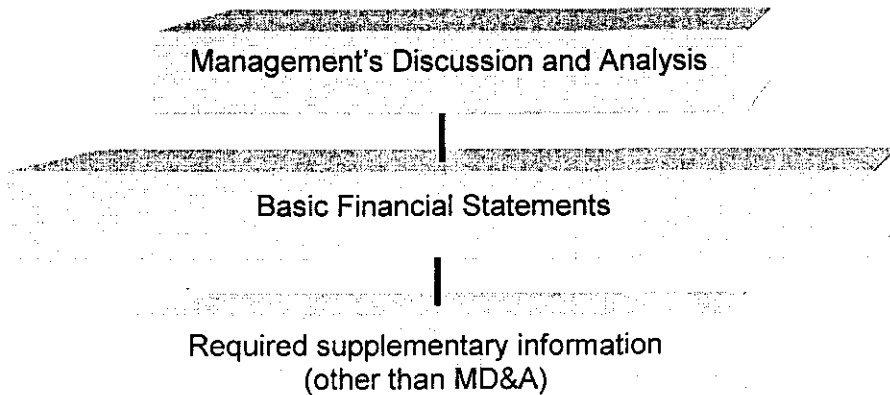 Management's Discussion and Analysis
Basic Financial Statements
Required supplementary information
(other than MD&A)